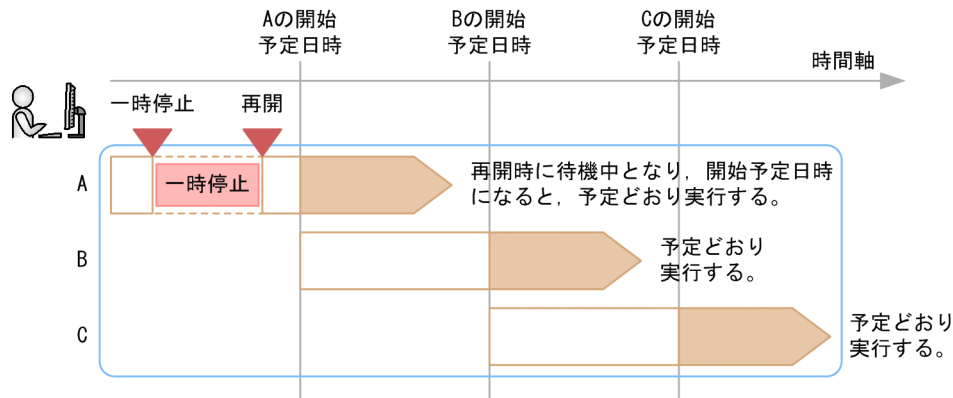 Aの開始
予定日時
Bの開始
予定日時
Cの開始
予定日時
時間軸
一時停止
再開
A
一時停止
再開時に待機中となり，開始予定日時
になると，予定どおり実行する。
B
予定どおり
実行する。
C
予定どおり
実行する。